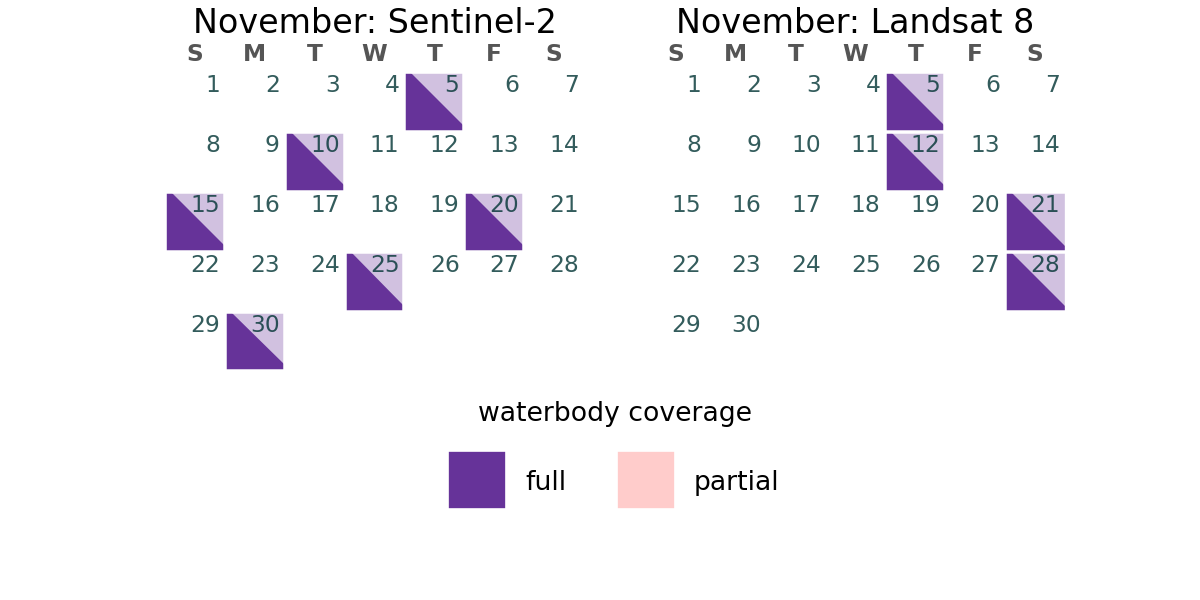 November: Sentinel-2
S M T W T F S
1 2 3 4 5 6 7
8 9 10 11 12 13 14
15 16 17 18 19 20 21
22 23 24 25 26 27 28
29 30
November: Landsat 8
S M T W T F S
1 2 3 4 5 6 7
8 9 10 11 12 13 14
15 16 17 18 19 20 21
22 23 24 25 26 27 28
29 30
waterbody coverage
full partial